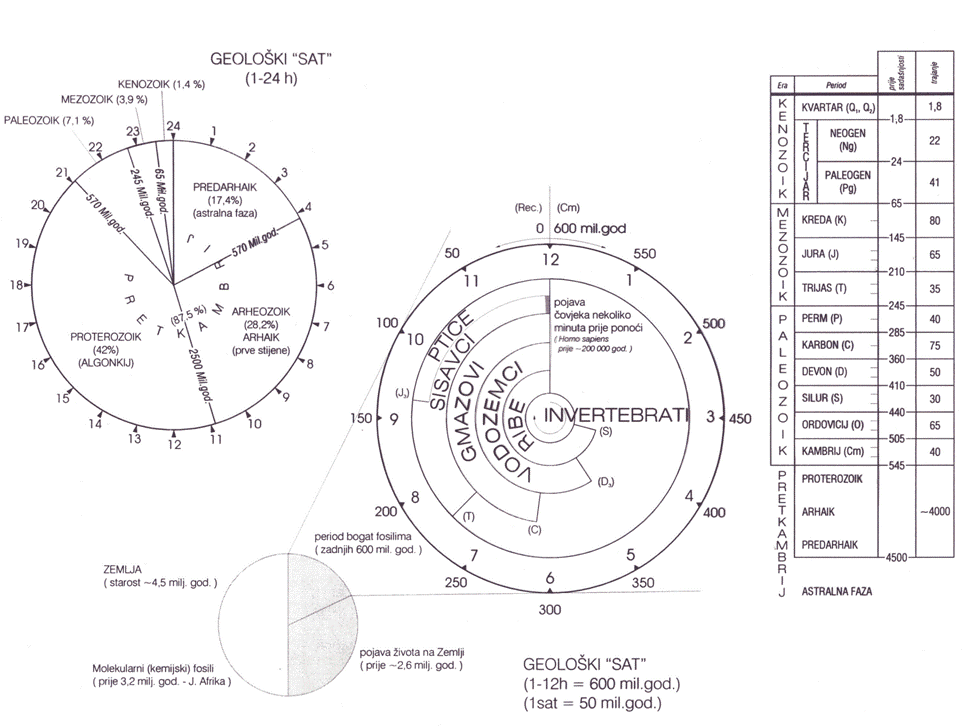 GEOLOŠKI "SAT"
(1-24 h)
KENOZOIK (1,4 %)
MEZOZOIK (3,9 %)
PALEOZOIK (7,1 %)
24
1
2
3
4
5
6
7
8
9
10
11
12
13
14
15
16
17
18
19
20
21
22
23
570 Mil.god.
245 Mil.god.
65 Mil.god.
PREDARHAIK
(17,4%)
(astralna faza)
570 Mil.god.
PRETKAMBRIJ
(87,5 %)
ARHEOZOIK
(28,2%)
ARHAIK
(prve stijene)
PROTEROZOIK
(42%)
(ALGONKIJ)
2500 Mil.god.
(Rec.) (Cm)
0 600 mil.god
50
550
100
500
150
450
200
400
250
350
300
12
1
2
3
4
5
6
7
8
9
10
11
pojava
čovjeka nekoliko
minuta prije ponoći
( Homo sapiens
prije ~200 000 god. )
PTICE
SISAVCI
GMAZOVI
VODOZEMCI
RIBE
INVERTEBRATI
(J₃)
(S)
(D₃)
(C)
(T)
period bogat fosilima
( zadnjih 600 mil. god. )
ZEMLJA
( starost ~4,5 milj. god. )
pojava života na Zemlji
( prije ~2,6 milj. god. )
Molekularni (kemijski) fosili
( prije 3,2 milj. god. - J. Afrika )
GEOLOŠKI "SAT"
(1-12h = 600 mil.god.)
(1sat = 50 mil.god.)
Era Period prije sadašnjosti trajanje
KENOZOIK
KVARTAR (Q₁, Q₂) 1,8
1,8
TERCIJAR
NEOGEN
(Ng) 22
24
PALEOGEN
(Pg) 41
65
MEZOZOIK
KREDA (K) 80
145
JURA (J) 65
210
TRIJAS (T) 35
245
PALEOZOIK
PERM (P) 40
285
KARBON (C) 75
360
DEVON (D) 50
410
SILUR (S) 30
440
ORDOVICIJ (O) 65
505
KAMBRIJ (Cm) 40
545
PRETKAMBRIJ
PROTEROZOIK
ARHAIK ~4000
PREDARHAIK
4500
ASTRALNA FAZA